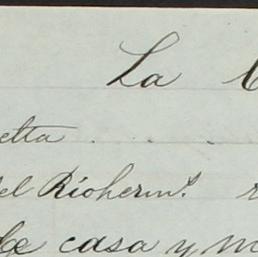 La
etta . . .
el Rioherm.º
casa y m